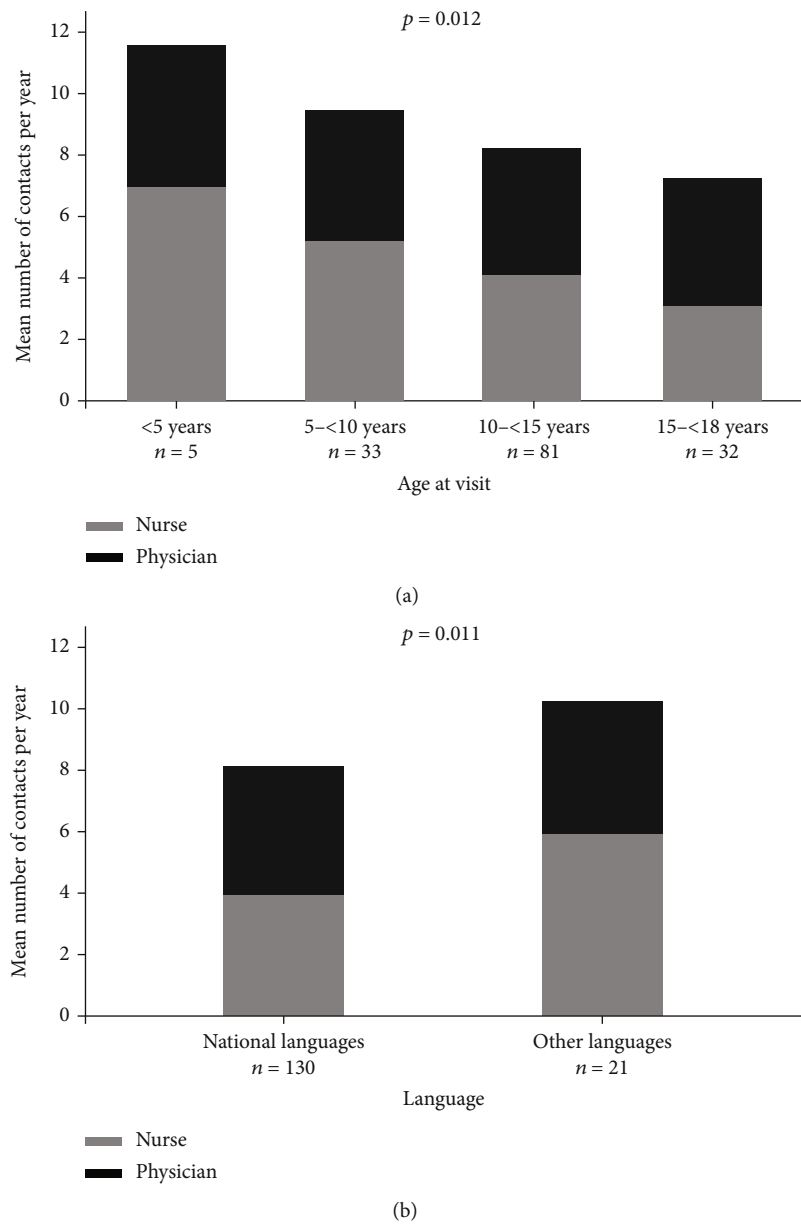 p = 0.012
12
10
8
6
4
2
0
Mean number of contacts per year
<5 years
n = 5
5–<10 years
n = 33
10–<15 years
n = 81
15–<18 years
n = 32
Age at visit
Nurse
Physician
(a)
p = 0.011
12
10
8
6
4
2
0
Mean number of contacts per year
National languages
n = 130
Other languages
n = 21
Language
Nurse
Physician
(b)